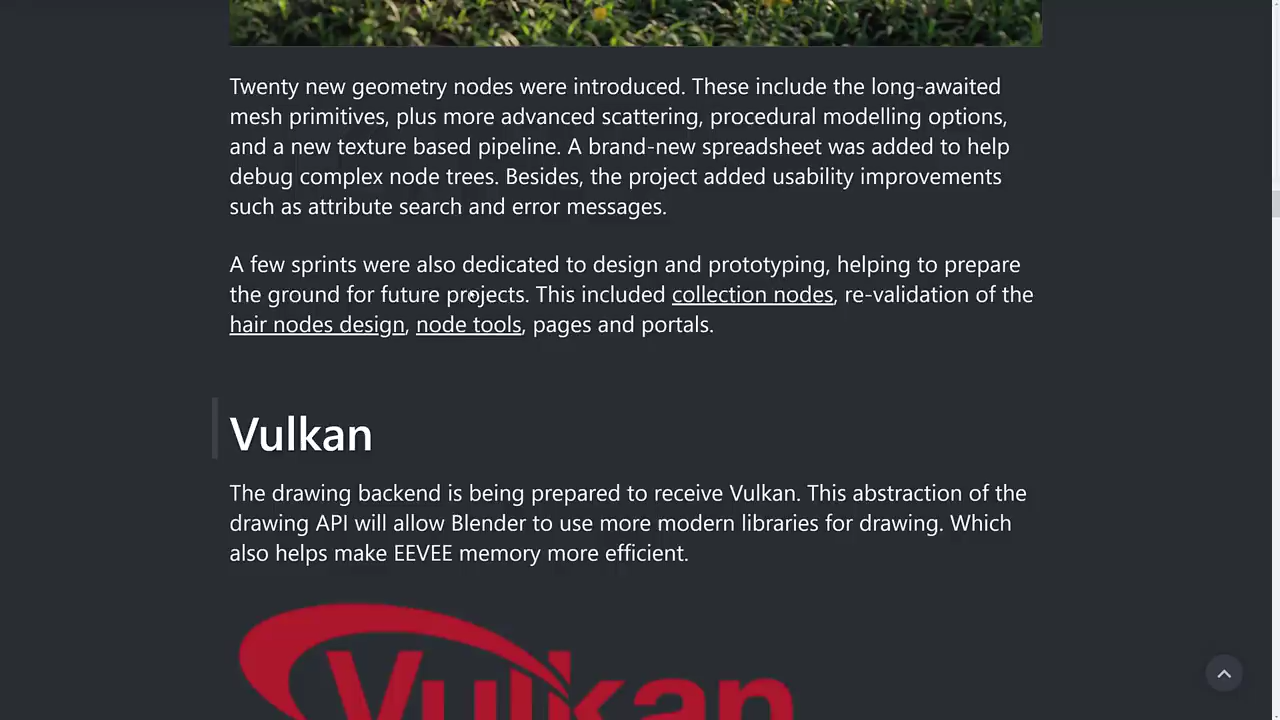 Twenty new geometry nodes were introduced. These include the long-awaited
mesh primitives, plus more advanced scattering, procedural modelling options,
and a new texture based pipeline. A brand-new spreadsheet was added to help
debug complex node trees. Besides, the project added usability improvements
such as attribute search and error messages.
A few sprints were also dedicated to design and prototyping, helping to prepare
the ground for future projects. This included collection nodes, re-validation of the
hair nodes design, node tools, pages and portals.
Vulkan
The drawing backend is being prepared to receive Vulkan. This abstraction of the
drawing API will allow Blender to use more modern libraries for drawing. Which
also helps make EEVEE memory more efficient.
Vulkan